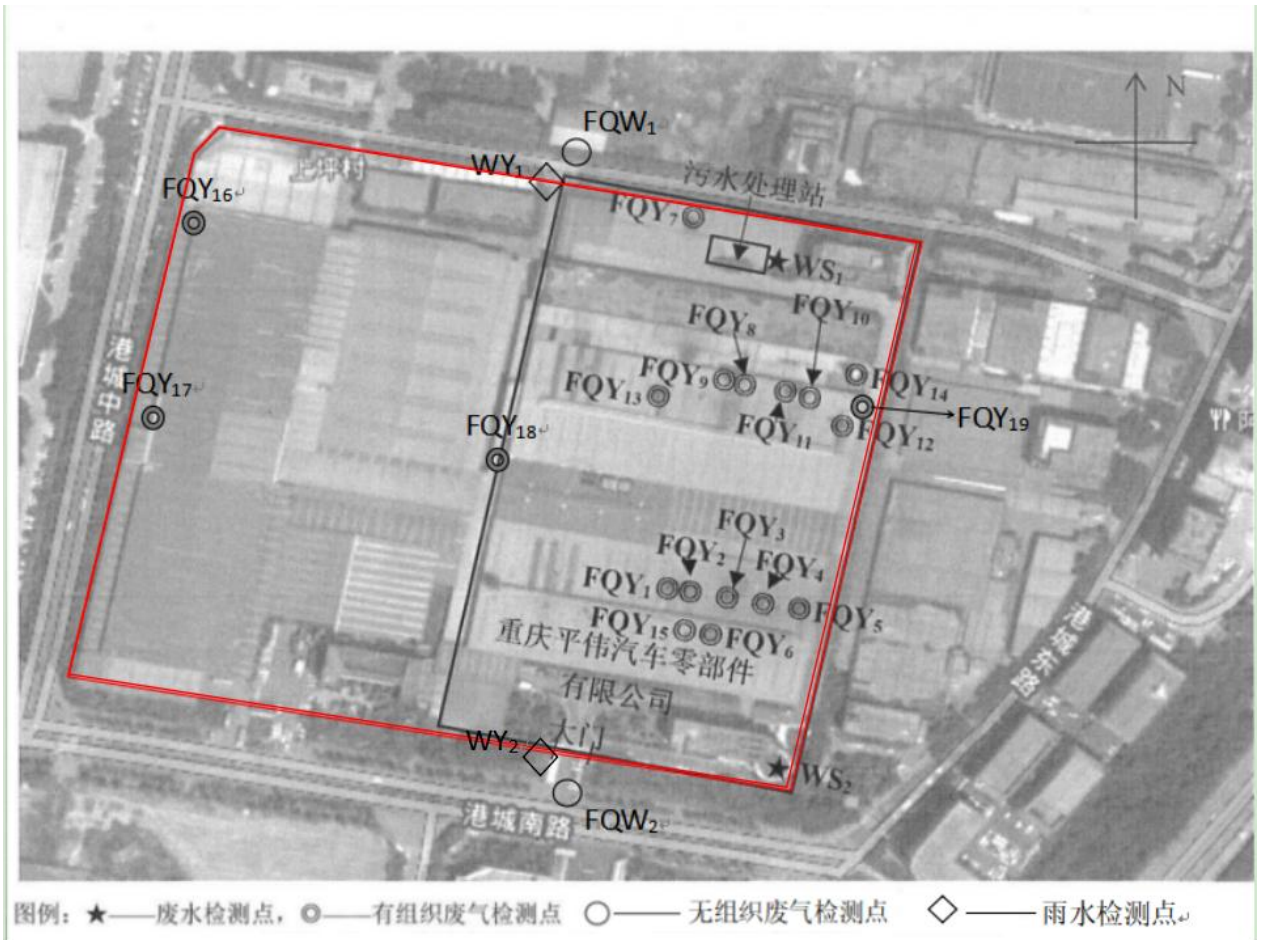 N
FQW₁
WY₁
上坪村
污水处理站
FQY₁₆
FQY₇
WS₁
FQY₁₀
FQY₈
港城中路
FQY₉
FQY₁₄
FQY₁₇
FQY₁₃
FQY₁₉
FQY₁₁
FQY₁₂
FQY₁₈
FQY₃
FQY₂
FQY₄
FQY₁
FQY₅
FQY₁₅
FQY₆
重庆平伟汽车零部件
有限公司
大门
港城东路
WY₂
WS₂
港城南路
FQW₂
图例：★——废水检测点，◎——有组织废气检测点 ○——无组织废气检测点 ◇——雨水检测点